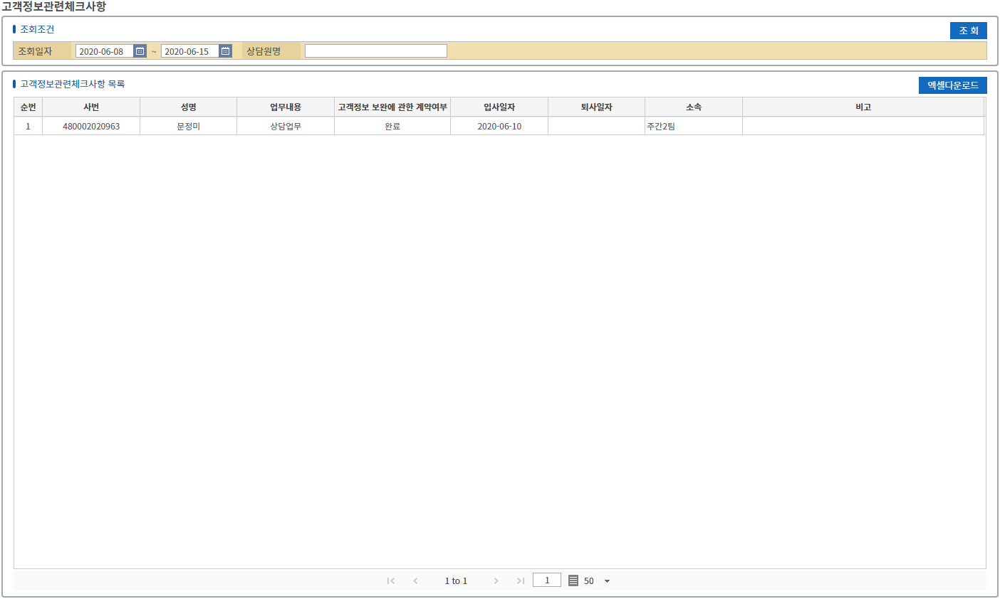 고객정보관련체크사항
조회조건
조 회
조회일자 2020-06-08 ~ 2020-06-15 상담원명
고객정보관련체크사항 목록
엑셀다운로드
순번 사번 성명 업무내용 고객정보 보완에 관한 계약여부 입사일자 퇴사일자 소속 비고
1 480002020963 문정미 상담업무 완료 2020-06-10 주간2팀
1 to 1 1 50